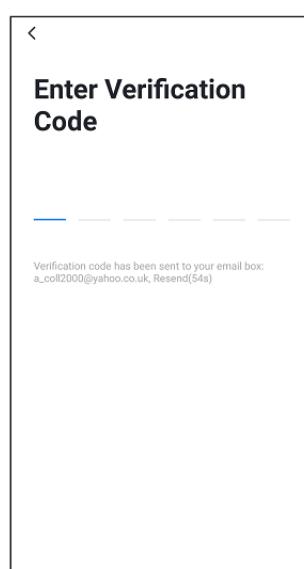 Enter Verification
Code
Verification code has been sent to your email box:
a_coll2000@yahoo.co.uk, Resend(54s)